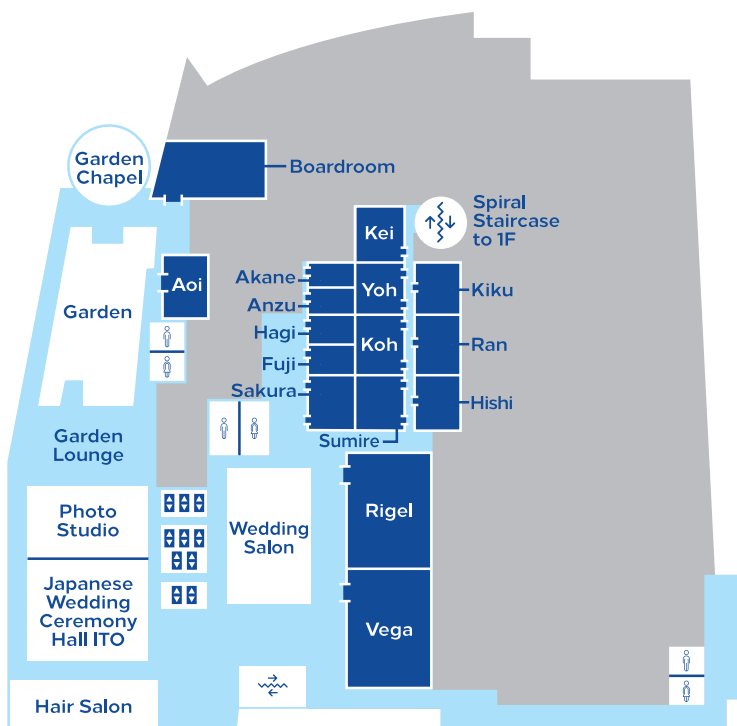 Garden
Chapel
Boardroom
Spiral
Staircase
to 1F
Kei
Akane
Aoi
Yoh
Kiku
Anzu
Garden
Hagi
Koh
Ran
Fuji
Sakura
Hishi
Garden
Lounge
Sumire
Photo
Studio
Wedding
Salon
Rigel
Japanese
Wedding
Ceremony
Hall ITO
Vega
Hair Salon